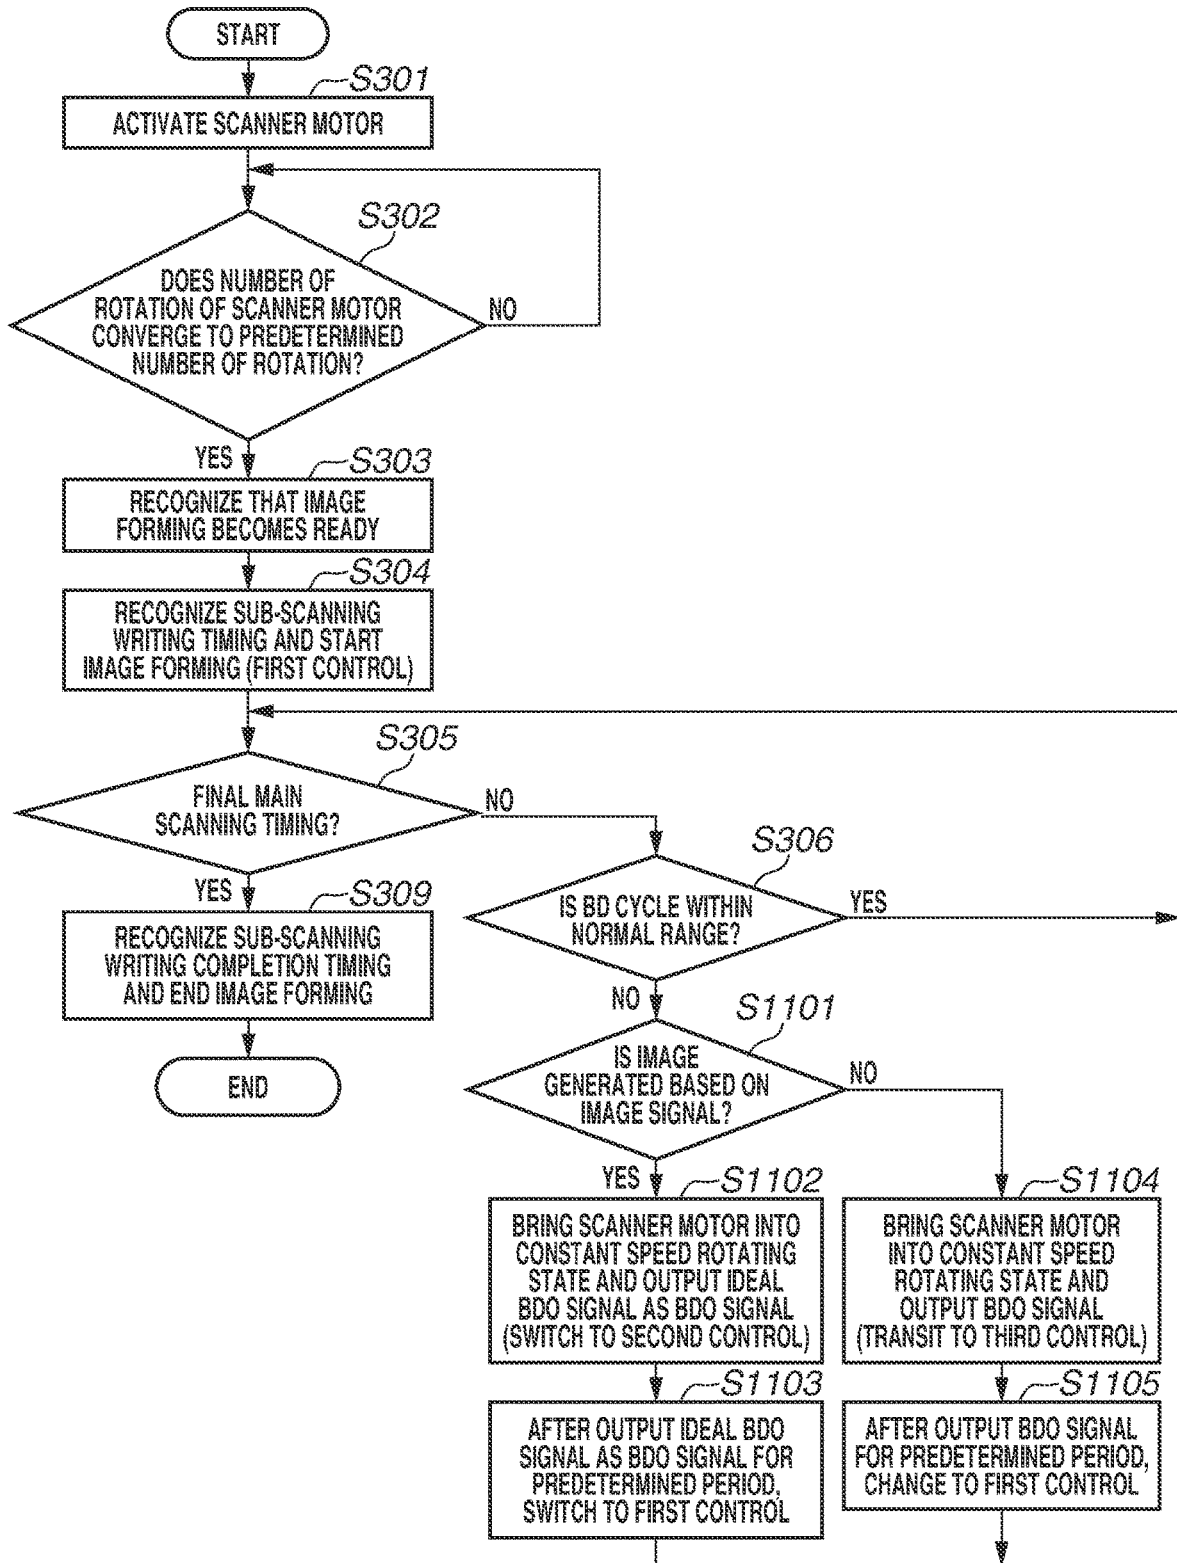 START
S301
ACTIVATE SCANNER MOTOR
S302
DOES NUMBER OF
ROTATION OF SCANNER MOTOR
CONVERGE TO PREDETERMINED
NUMBER OF ROTATION?
NO
YES
S303
RECOGNIZE THAT IMAGE
FORMING BECOMES READY
S304
RECOGNIZE SUB-SCANNING
WRITING TIMING AND START
IMAGE FORMING (FIRST CONTROL)
S305
FINAL MAIN
SCANNING TIMING?
NO
YES
S309
RECOGNIZE SUB-SCANNING
WRITING COMPLETION TIMING
AND END IMAGE FORMING
END
S306
IS BD CYCLE WITHIN
NORMAL RANGE?
YES
NO
S1101
IS IMAGE
GENERATED BASED ON
IMAGE SIGNAL?
NO
YES
S1102
BRING SCANNER MOTOR INTO
CONSTANT SPEED ROTATING
STATE AND OUTPUT IDEAL
BDO SIGNAL AS BDO SIGNAL
(SWITCH TO SECOND CONTROL)
S1103
AFTER OUTPUT IDEAL BDO
SIGNAL AS BDO SIGNAL FOR
PREDETERMINED PERIOD,
SWITCH TO FIRST CONTROL
S1104
BRING SCANNER MOTOR
INTO CONSTANT SPEED
ROTATING STATE AND
OUTPUT BDO SIGNAL
(TRANSIT TO THIRD CONTROL)
S1105
AFTER OUTPUT BDO SIGNAL
FOR PREDETERMINED PERIOD,
CHANGE TO FIRST CONTROL